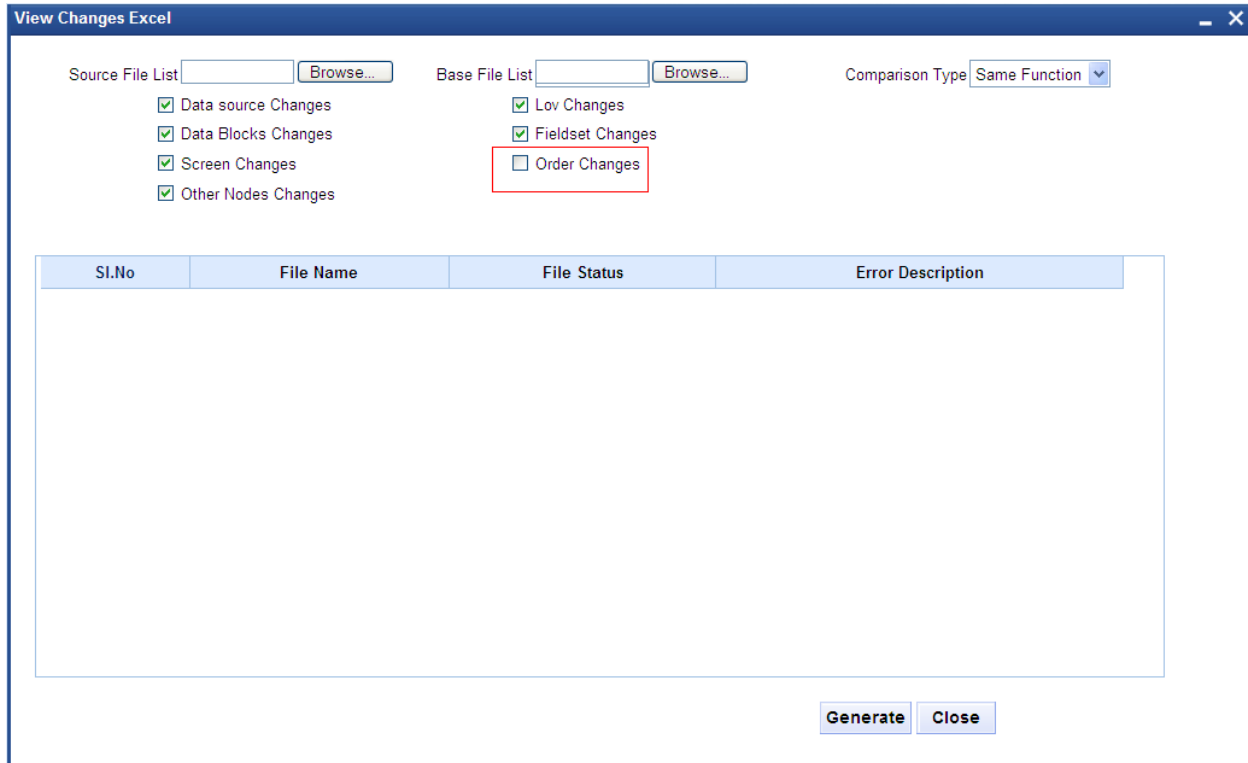 View Changes Excel
Source File List Browse... Base File List Browse... Comparison Type Same Function
Data source Changes Lov Changes
Data Blocks Changes Fieldset Changes
Screen Changes Order Changes
Other Nodes Changes
Sl.No File Name File Status Error Description
Generate Close